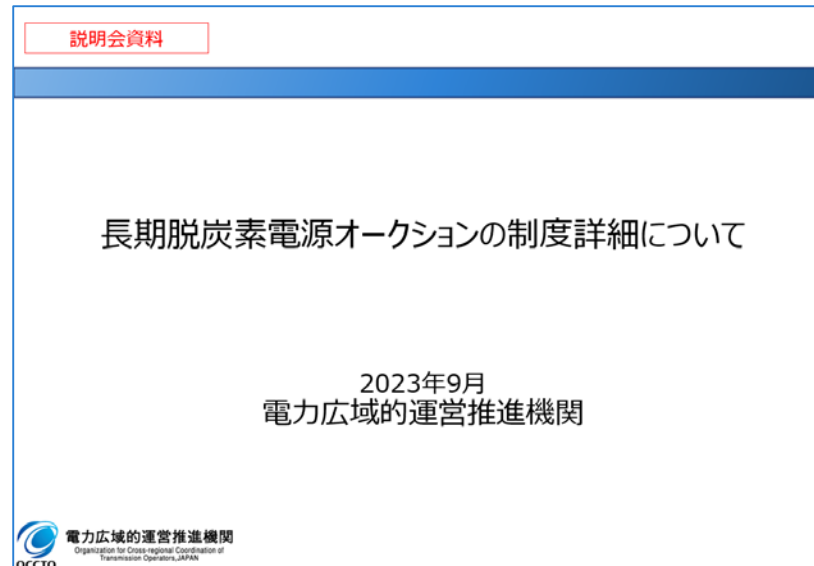 説明会資料
長期脱炭素電源オークションの制度詳細について
2023年9月
電力広域的運営推進機関
電力広域的運営推進機関
Organization for Cross-regional Coordination of
Transmission Operators,JAPAN
OCCTO